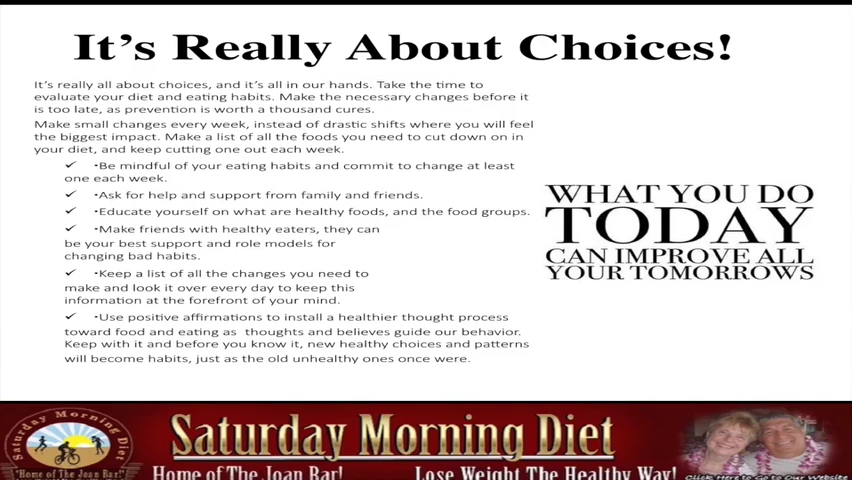 It's Really About Choices!
It's really all about choices, and it's all in our hands. Take the time to
evaluate your diet and eating habits. Make the necessary changes before it
is too late, as prevention is worth a thousand cures.
Make small changes every week, instead of drastic shifts where you will feel
the biggest impact. Make a list of all the foods you need to cut down on in
your diet, and keep cutting one out each week.
✓ ·Be mindful of your eating habits and commit to change at least
one each week.
✓ ·Ask for help and support from family and friends.
✓ ·Educate yourself on what are healthy foods, and the food groups.
✓ ·Make friends with healthy eaters, they can
be your best support and role models for
changing bad habits.
✓ ·Keep a list of all the changes you need to
make and look it over every day to keep this
information at the forefront of your mind.
✓ ·Use positive affirmations to install a healthier thought process
toward food and eating as thoughts and believes guide our behavior.
Keep with it and before you know it, new healthy choices and patterns
will become habits, just as the old unhealthy ones once were.
WHAT YOU DO
TODAY
CAN IMPROVE ALL
YOUR TOMORROWS
Saturday Morning Diet
"Home of The Joan Bar!"
Saturday Morning Diet
Home of The Joan Bar! Lose Weight The Healthy Way!
Click Here to Go to Our Website